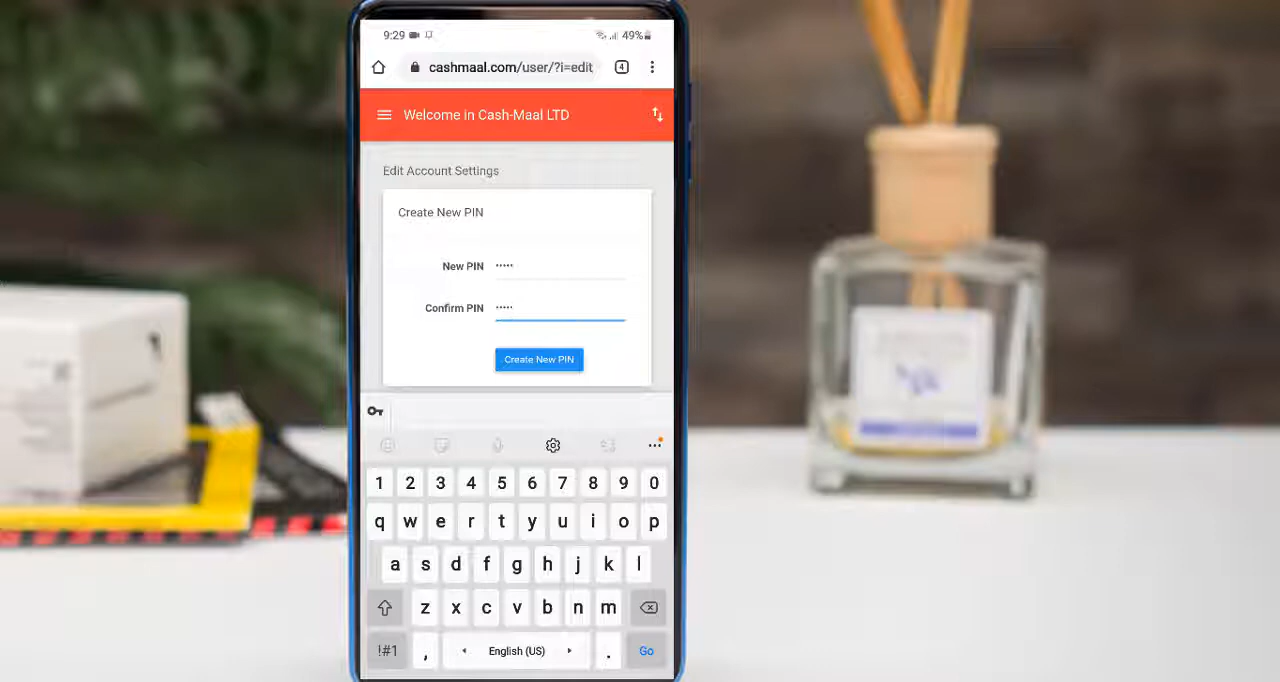 9:29 49%
cashmaal.com/user/?i=edit 4
Welcome in Cash-Maal LTD
Edit Account Settings
Create New PIN
New PIN •••••
Confirm PIN •••••
Create New PIN
1 2 3 4 5 6 7 8 9 0
q w e r t y u i o p
a s d f g h j k l
z x c v b n m
!#1 , English (US) . Go